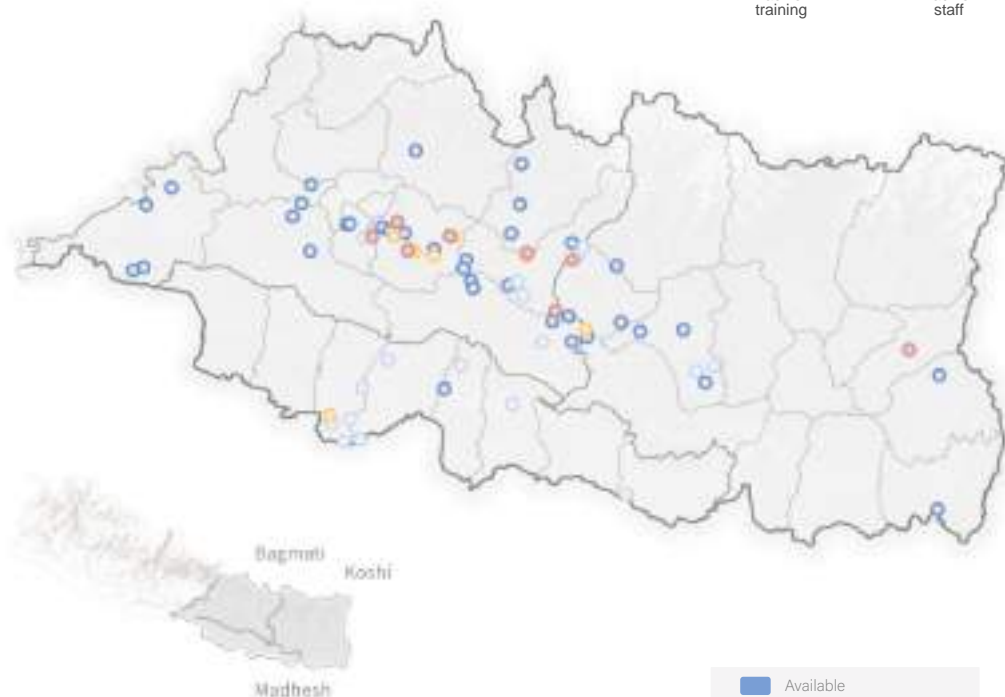 training
staff
Bagmati
Koshi
Madhesh
Available